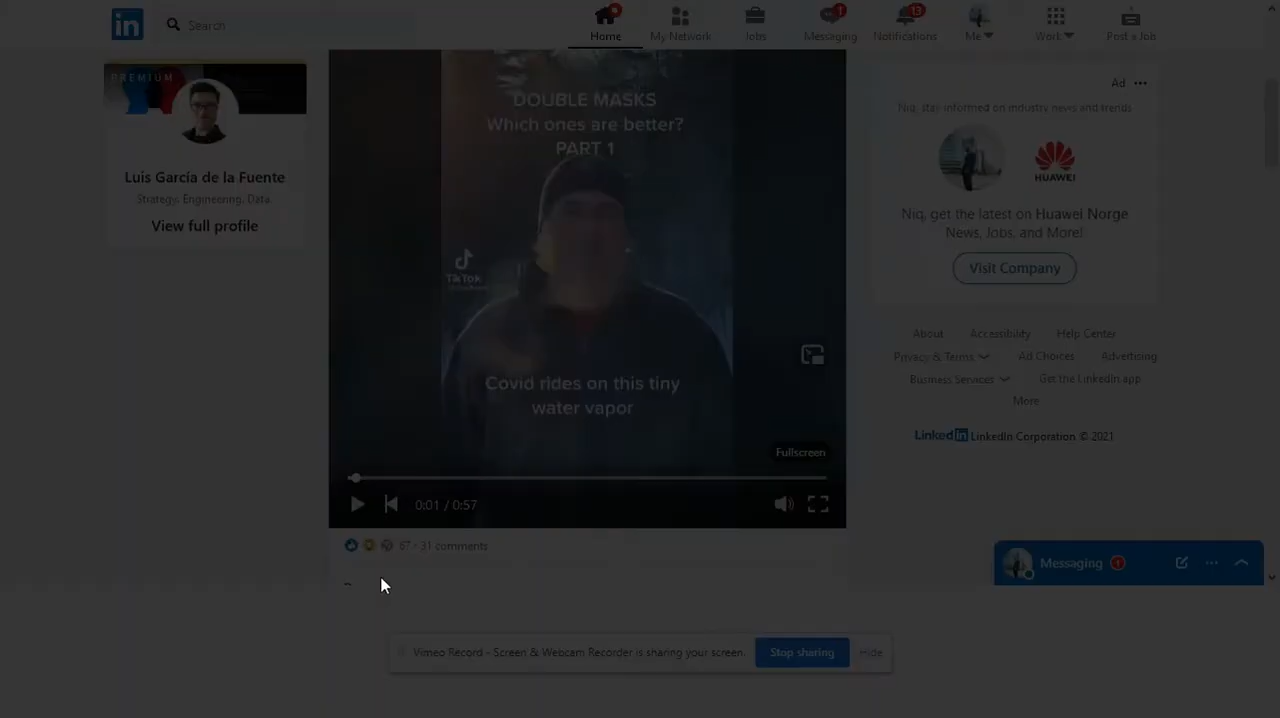 in
Search
Home
My Network
Jobs
1
Messaging
13
Notifications
Me
Work
Post a Job
PREMIUM
Luis García de la Fuente
Strategy, Engineering, Data
View full profile
DOUBLE MASKS
Which ones are better?
PART 1
TikTok
Covid rides on this tiny
water vapor
Fullscreen
0:01 / 0:57
67 · 31 comments
Ad
Niq, stay informed on industry news and trends
HUAWEI
Niq, get the latest on Huawei Norge
News, Jobs, and More!
Visit Company
About Accessibility Help Center
Privacy & Terms Ad Choices Advertising
Business Services Get the LinkedIn app
More
LinkedIn LinkedIn Corporation © 2021
Messaging
Vimeo Record - Screen & Webcam Recorder is sharing your screen.
Stop sharing
Hide